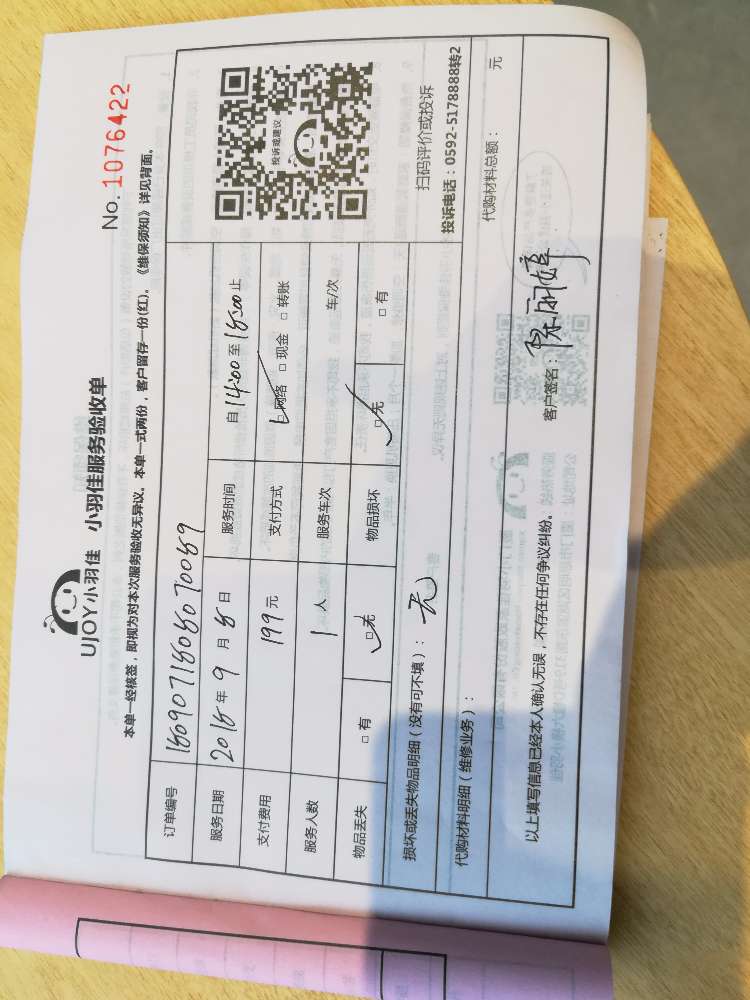 UJOY小羽佳 小羽佳服务验收单
No. 1076422
本单一经核签，即视为对本次服务验收无异议。本单一式两份，客户留存一份(红)。《维保须知》详见背面。
订单编号 1809071808070089
服务日期 2018年9月8日 服务时间 自14:00至18:00止
支付费用 199元 支付方式 □网络 □现金 □转账
服务人数 1人 服务车次 车/次
物品丢失 □有 □无 物品损坏 □无 □有
投诉或建议
扫码评价或投诉
投诉电话：0592-5178888转2
损坏或丢失物品明细（没有可不填）：无
代购材料明细（维修业务）： 代购材料总额： 元
以上填写信息已经本人确认无误，不存在任何争议纠纷。 客户签名：陈丽婷